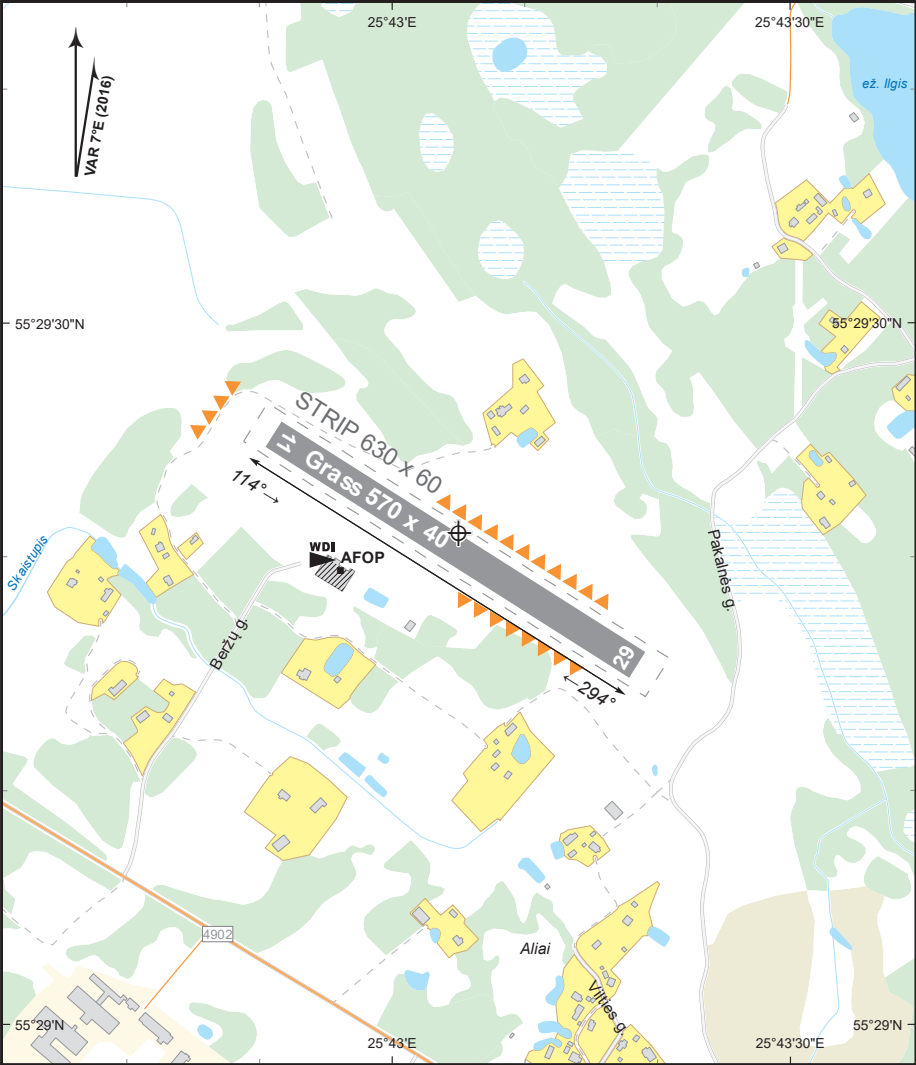 25°43'E
25°43'30"E
VAR 7°E (2016)
ež. Ilgis
55°29'30"N
55°29'30"N
STRIP 630 x 60
11
Grass 570 x 40
114° →
Skaistupis
WDI
AFOP
Pakalnės g.
Beržų g.
29
← 294°
4902
Aliai
Vilties g.
55°29'N
55°29'N
25°43'E
25°43'30"E